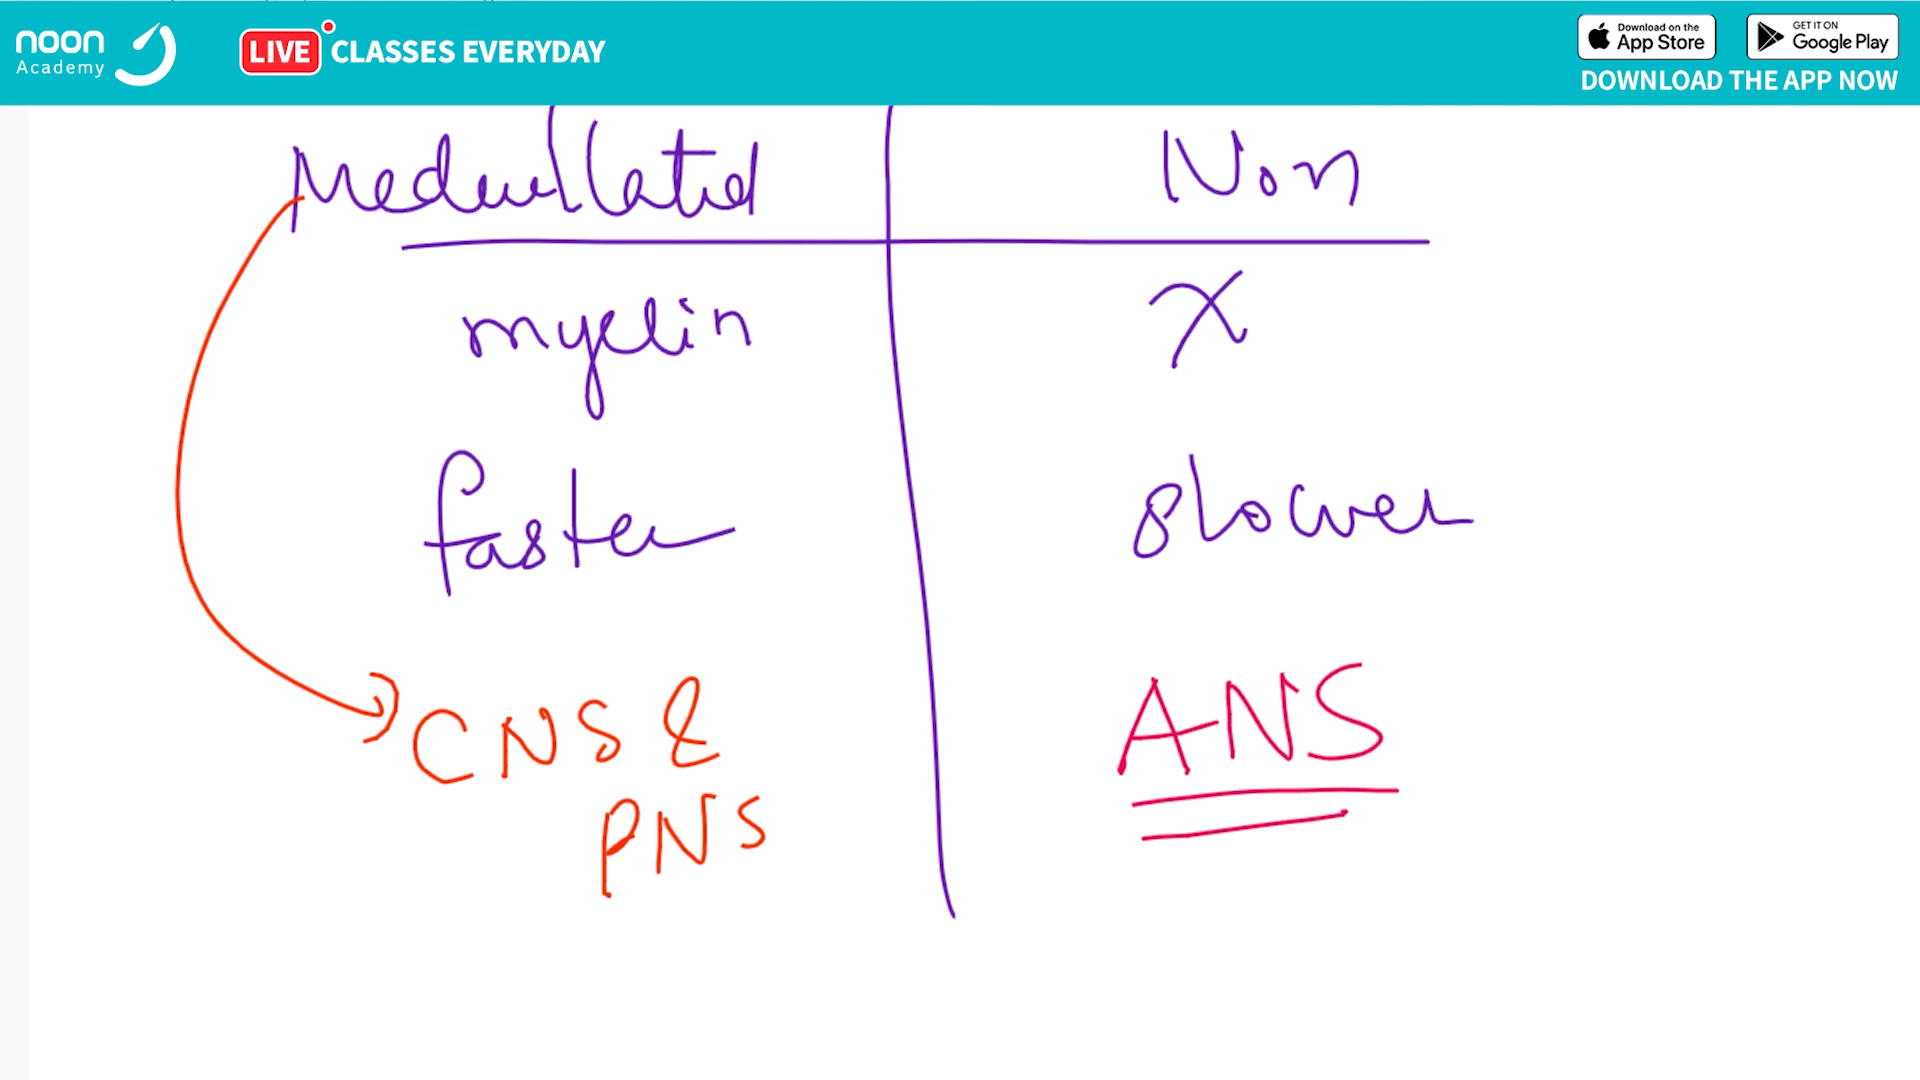 noon
Academy
LIVE CLASSES EVERYDAY
Download on the
App Store
GET IT ON
Google Play
DOWNLOAD THE APP NOW
Medullated Non
myelin X
faster slower
CNS & ANS
PNS